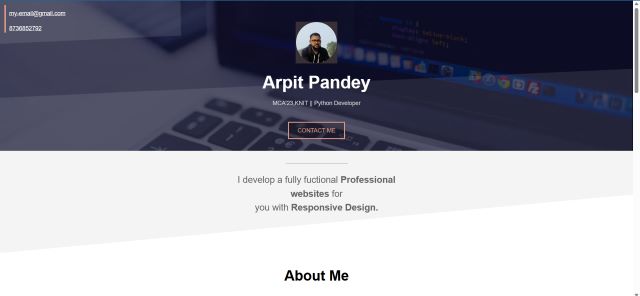 my-email@gmail.com
8736852792
Arpit Pandey
MCA'23,KNIT || Python Developer
CONTACT ME
I develop a fully fuctional Professional
websites for
you with Responsive Design.
About Me